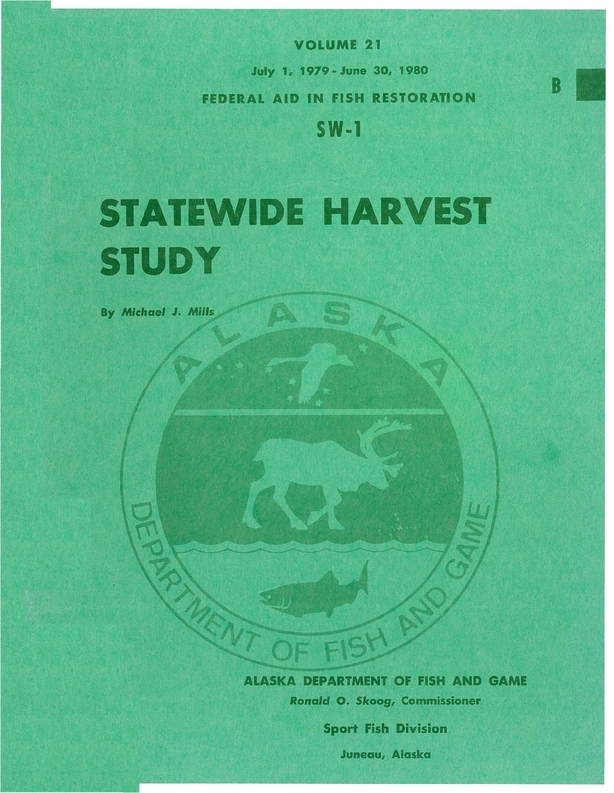 VOLUME 21
July 1, 1979 - June 30, 1980
FEDERAL AID IN FISH RESTORATION
B
SW-1
STATEWIDE HARVEST
STUDY
By Michael J. Mills
ALASKA
DEPARTMENT OF FISH AND GAME
ALASKA DEPARTMENT OF FISH AND GAME
Ronald O. Skoog, Commissioner
Sport Fish Division
Juneau, Alaska